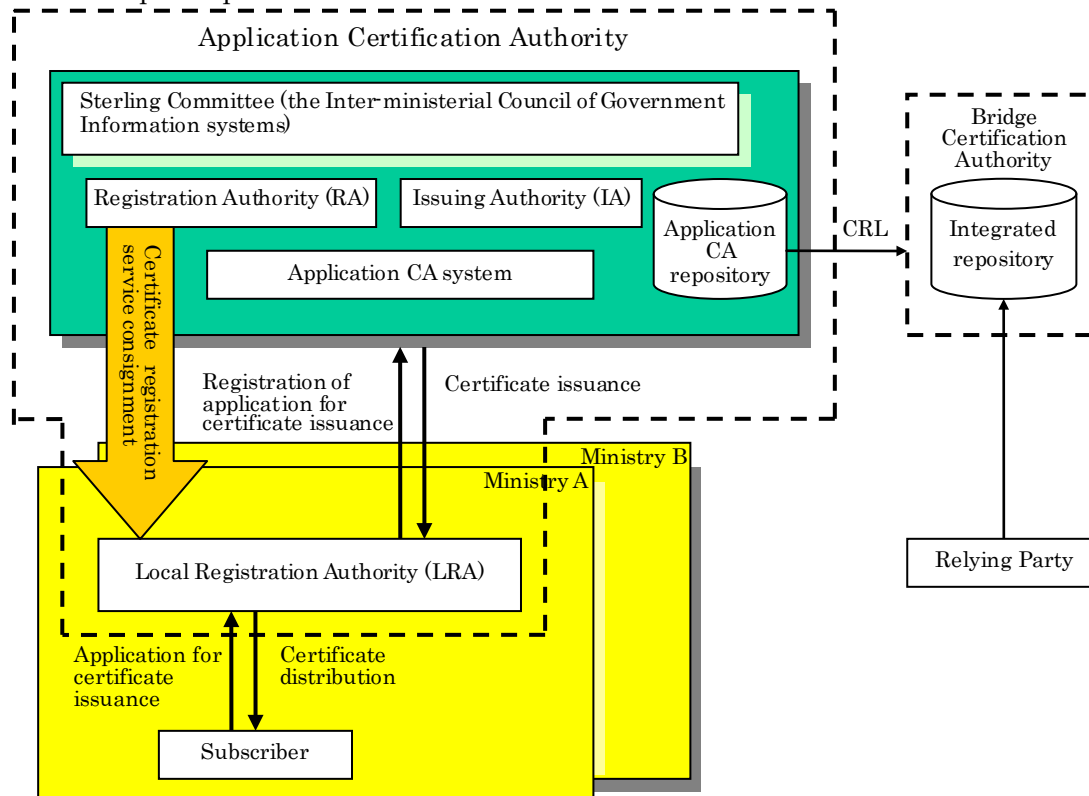 Application Certification Authority
Sterling Committee (the Inter-ministerial Council of Government
Information systems)
Registration Authority (RA)
Issuing Authority (IA)
Application
CA
repository
Application CA system
CRL
Bridge
Certification
Authority
Integrated
repository
Certificate registration
service consignment
Registration of
application for
certificate issuance
Certificate issuance
Ministry B
Ministry A
Local Registration Authority (LRA)
Relying Party
Application for
certificate
issuance
Certificate
distribution
Subscriber